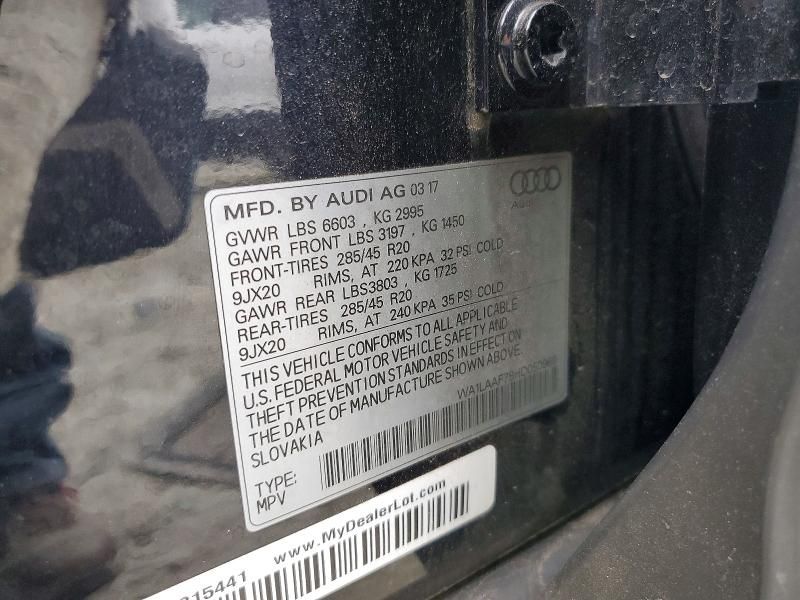 MFD. BY AUDI AG 03 17
Audi
GVWR LBS 6603 , KG 2995
GAWR FRONT LBS 3197 , KG 1450
FRONT-TIRES 285/45 R20
9JX20 RIMS, AT 220 KPA 32 PSI COLD
GAWR REAR LBS3803 , KG 1725
REAR-TIRES 285/45 R20
9JX20 RIMS, AT 240 KPA 35 PSI COLD
THIS VEHICLE CONFORMS TO ALL APPLICABLE
U.S. FEDERAL MOTOR VEHICLE SAFETY AND
THEFT PREVENTION STANDARDS IN EFFECT ON
THE DATE OF MANUFACTURE SHOWN ABOVE.
SLOVAKIA
TYPE:
MPV
www.MyDealerLot.com